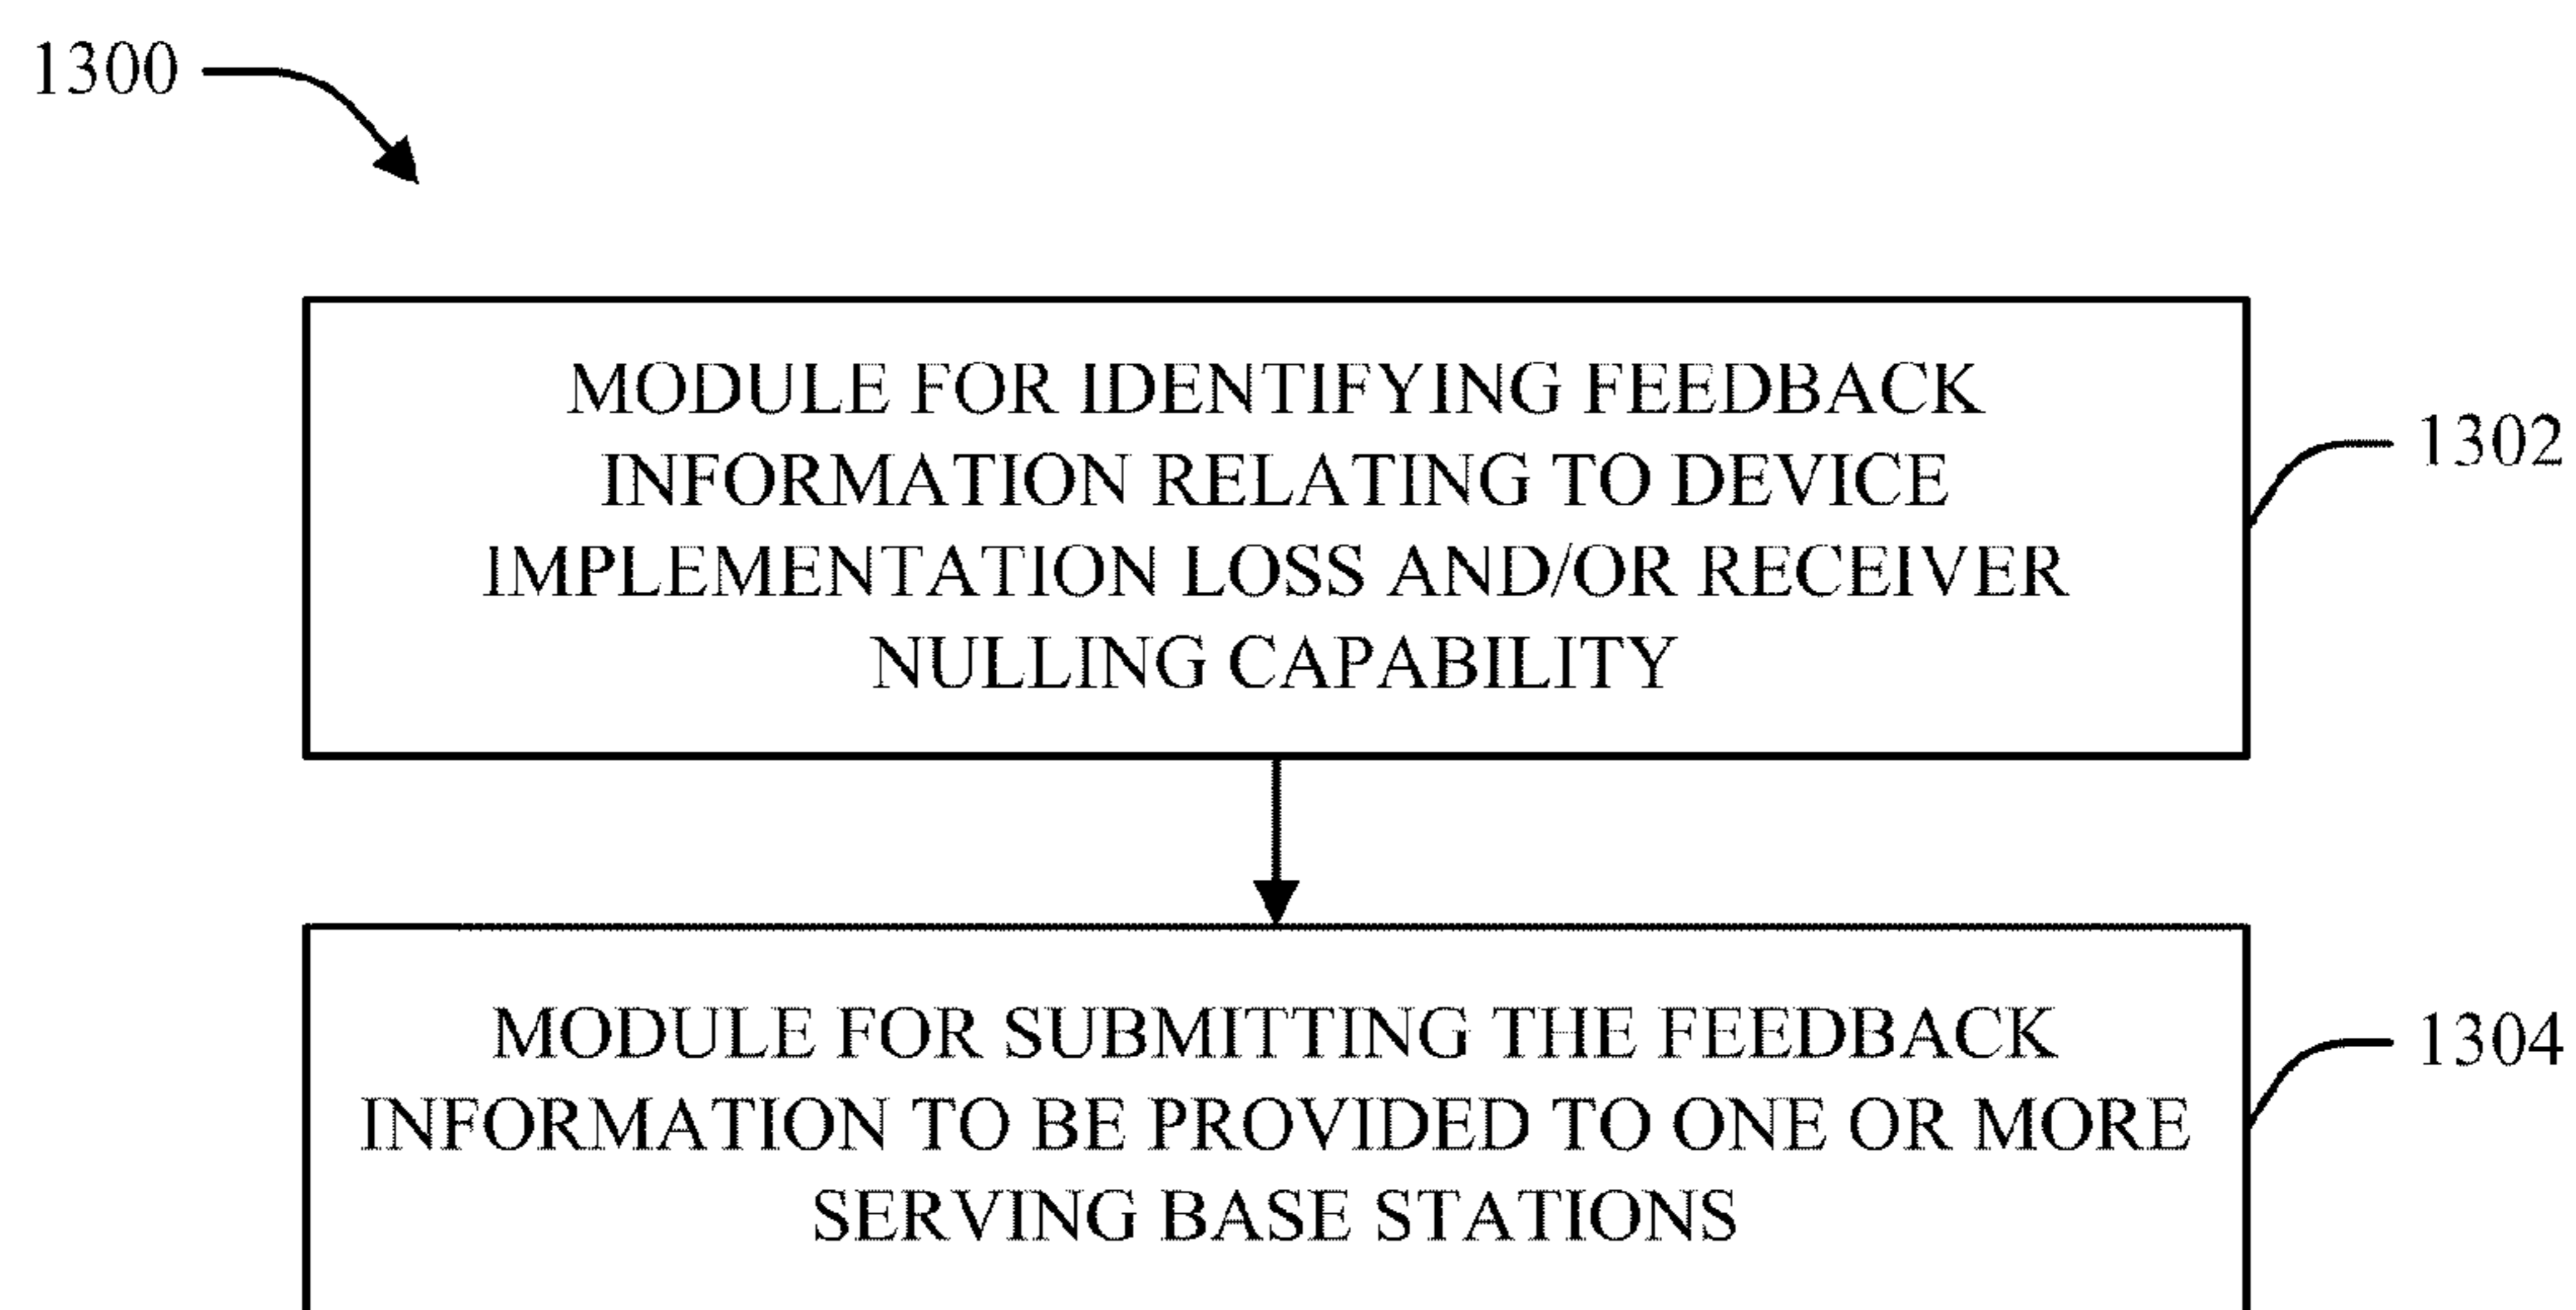 1300
MODULE FOR IDENTIFYING FEEDBACK
INFORMATION RELATING TO DEVICE
IMPLEMENTATION LOSS AND/OR RECEIVER
NULLING CAPABILITY
1302
MODULE FOR SUBMITTING THE FEEDBACK
INFORMATION TO BE PROVIDED TO ONE OR MORE
SERVING BASE STATIONS
1304